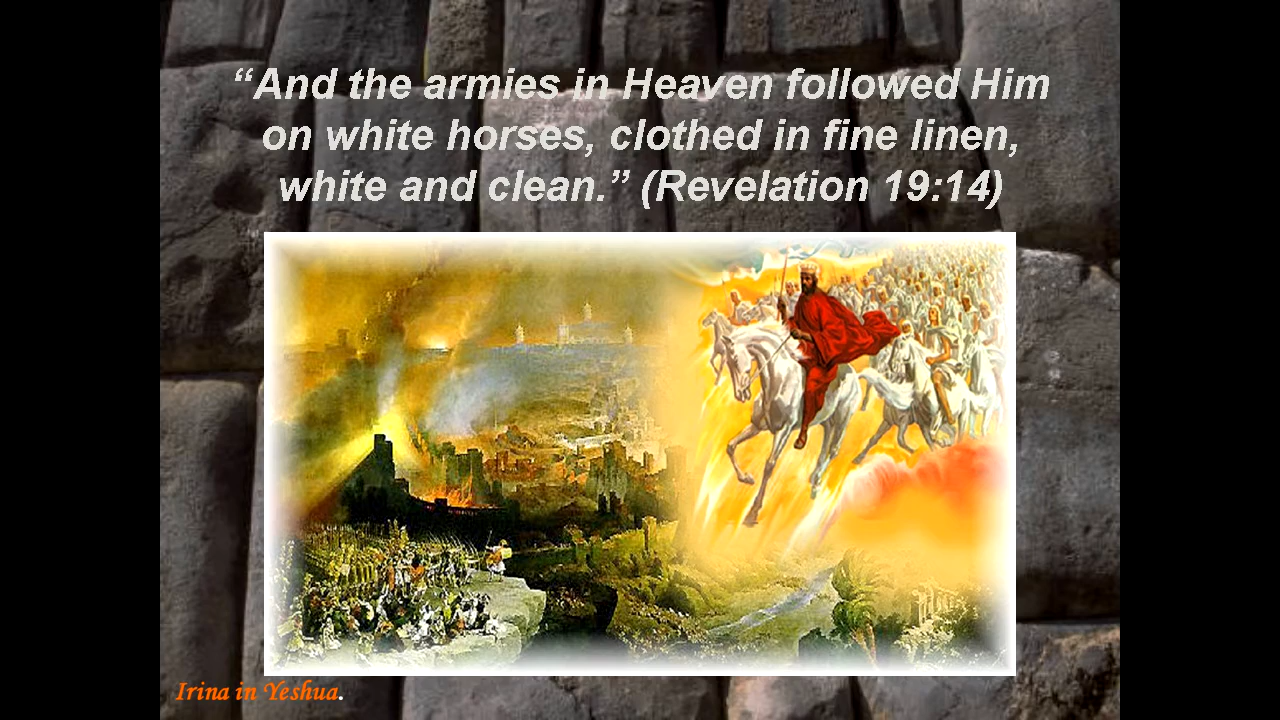 “And the armies in Heaven followed Him
on white horses, clothed in fine linen,
white and clean.” (Revelation 19:14)
Irina in Yeshua.